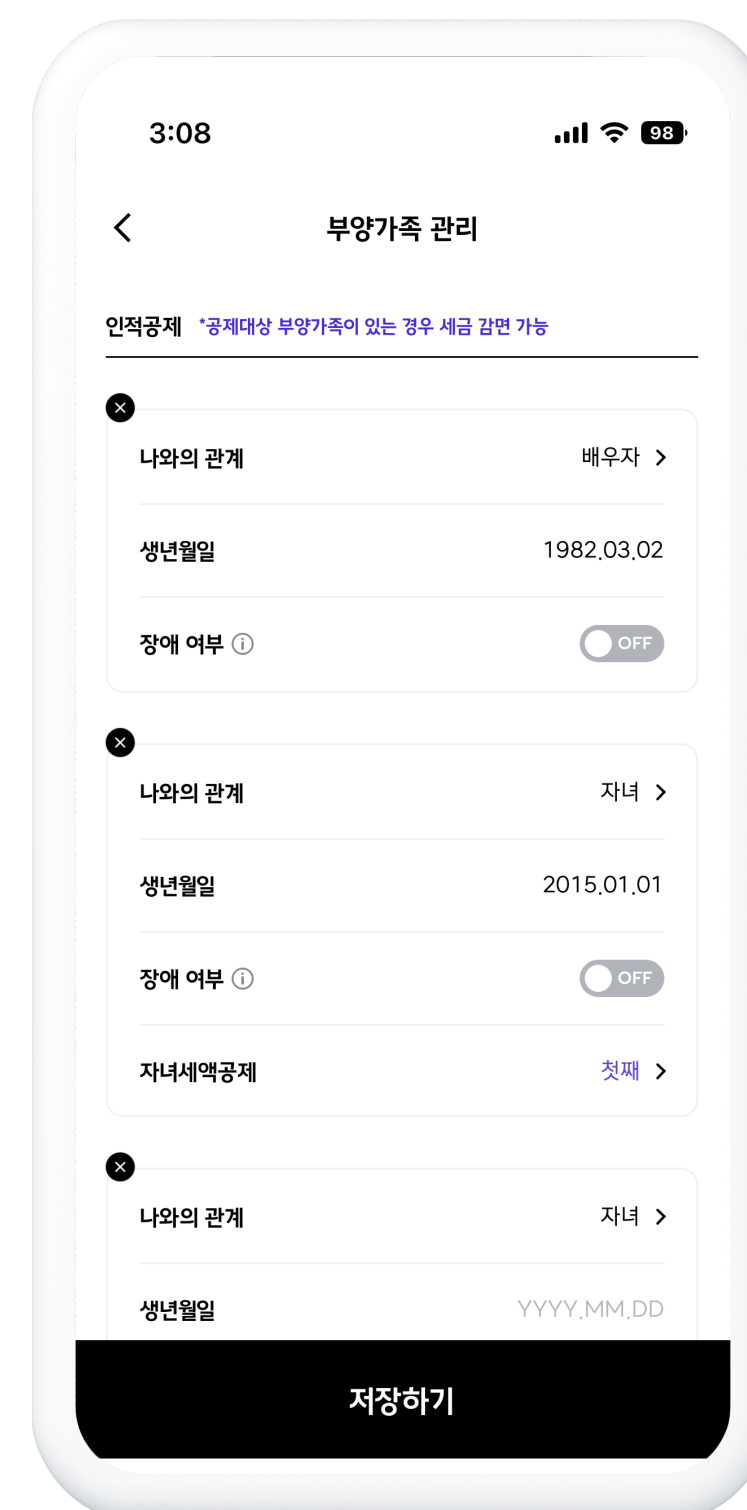 3:08
98
부양가족 관리
인적공제 *공제대상 부양가족이 있는 경우 세금 감면 가능
나와의 관계 배우자
생년월일 1982.03.02
장애 여부 OFF
나와의 관계 자녀
생년월일 2015.01.01
장애 여부 OFF
자녀세액공제 첫째
나와의 관계 자녀
생년월일 YYYY.MM.DD
저장하기